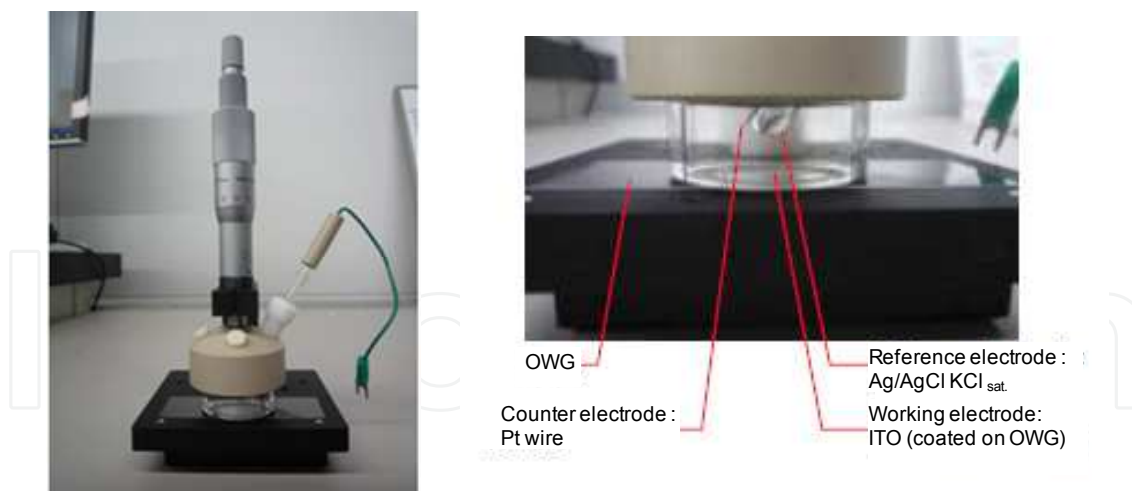 OWG
Counter electrode :
Pt wire
Reference electrode :
Ag/AgCl KCl sat.
Working electrode:
ITO (coated on OWG)